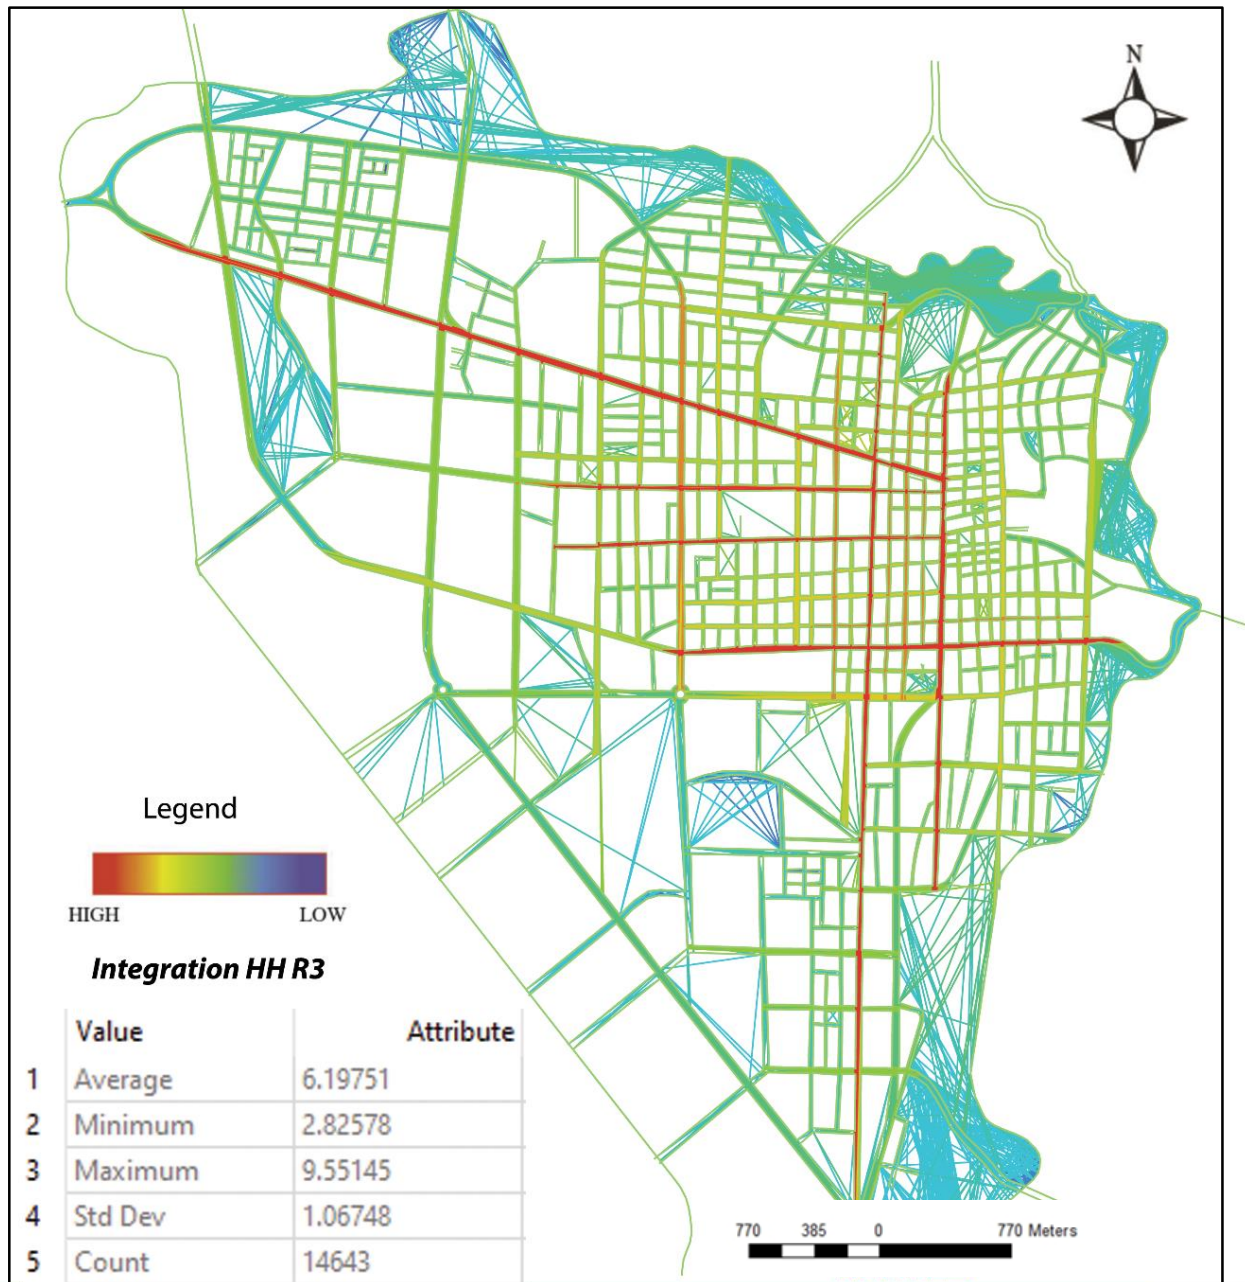 N
Legend
HIGH LOW
Integration HH R3
Value Attribute
1 Average 6.19751
2 Minimum 2.82578
3 Maximum 9.55145
4 Std Dev 1.06748
5 Count 14643
770 385 0 770 Meters